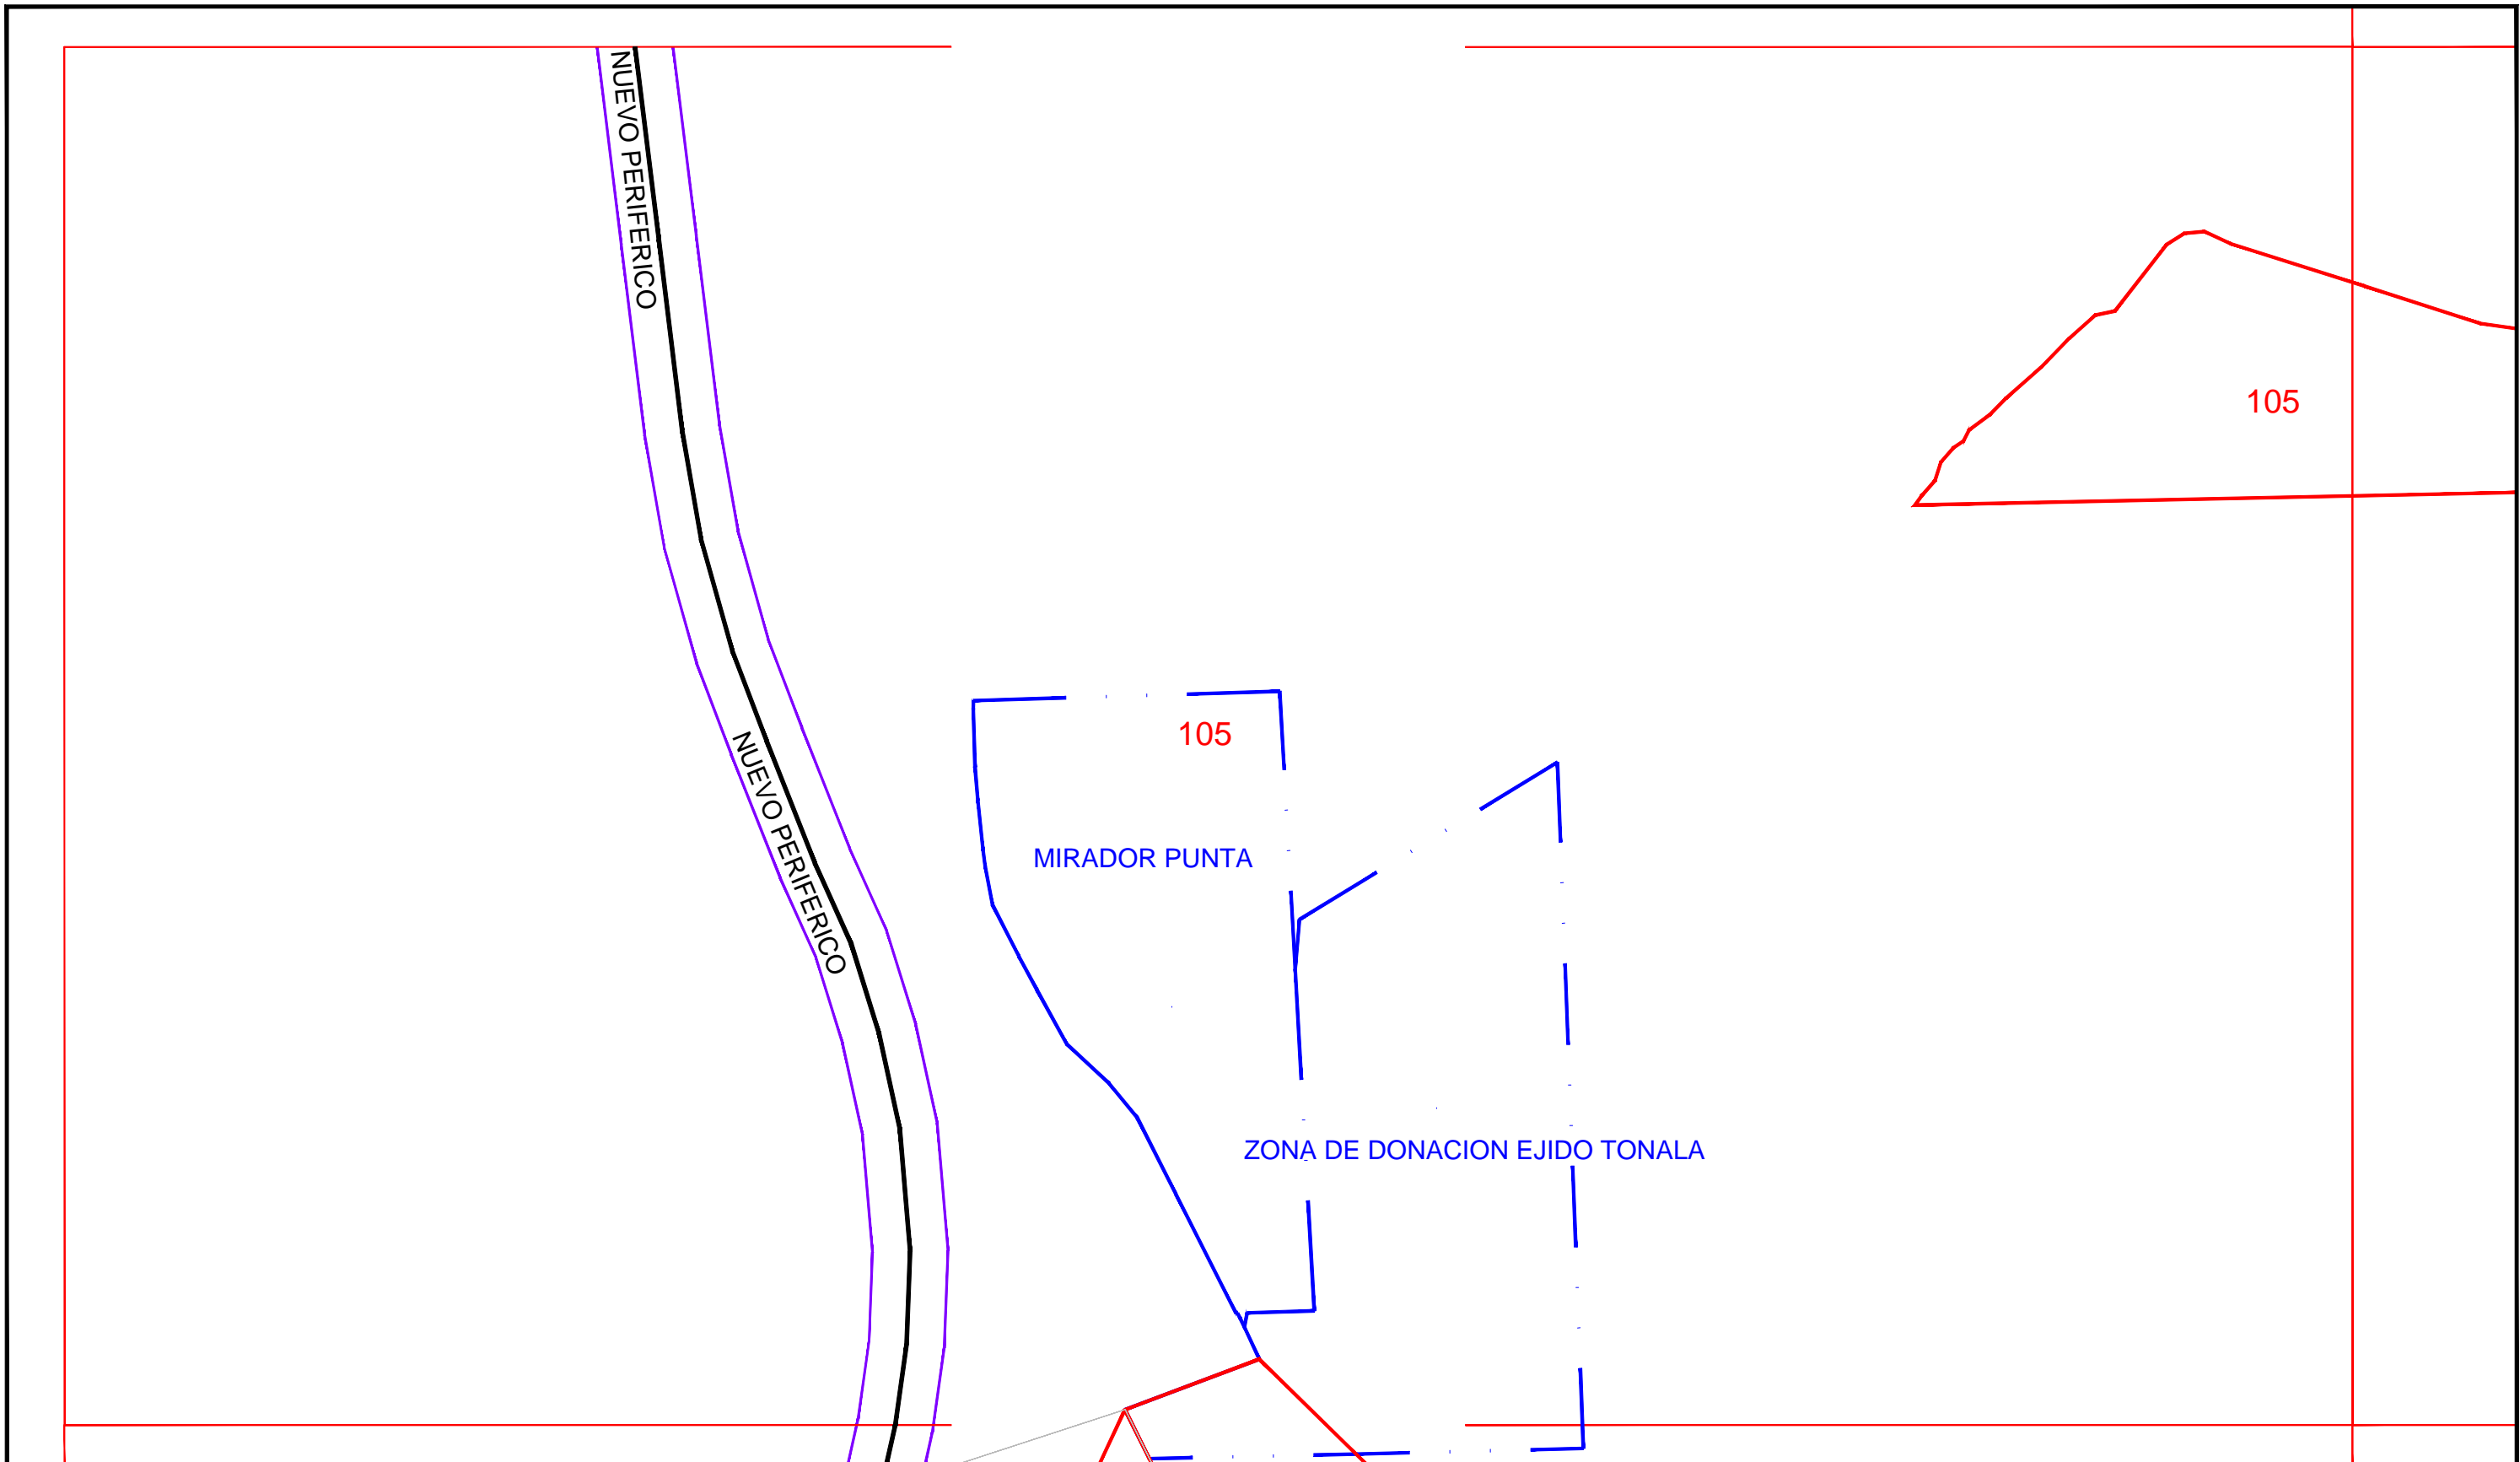 NUEVO PERIFERICO
105
105
NUEVO PERIFERICO
MIRADOR PUNTA
ZONA DE DONACION EJIDO TONALA